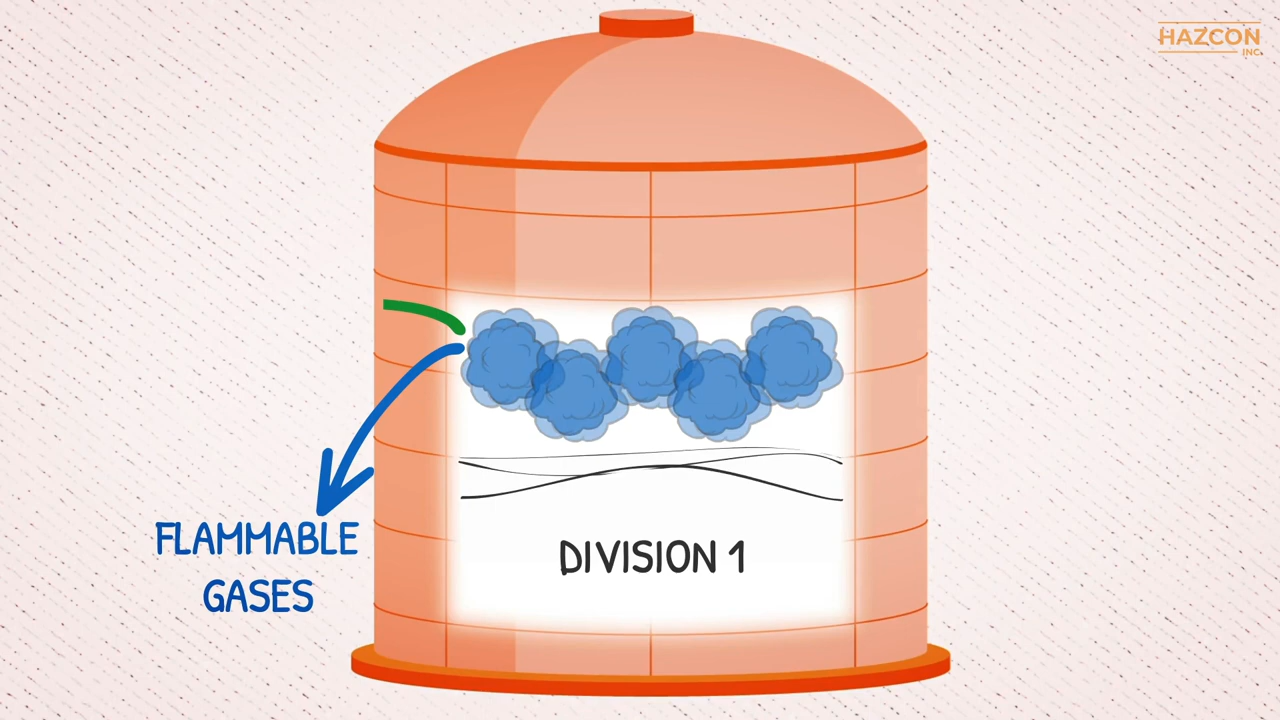 HAZCON
INC.
FLAMMABLE
GASES
DIVISION 1